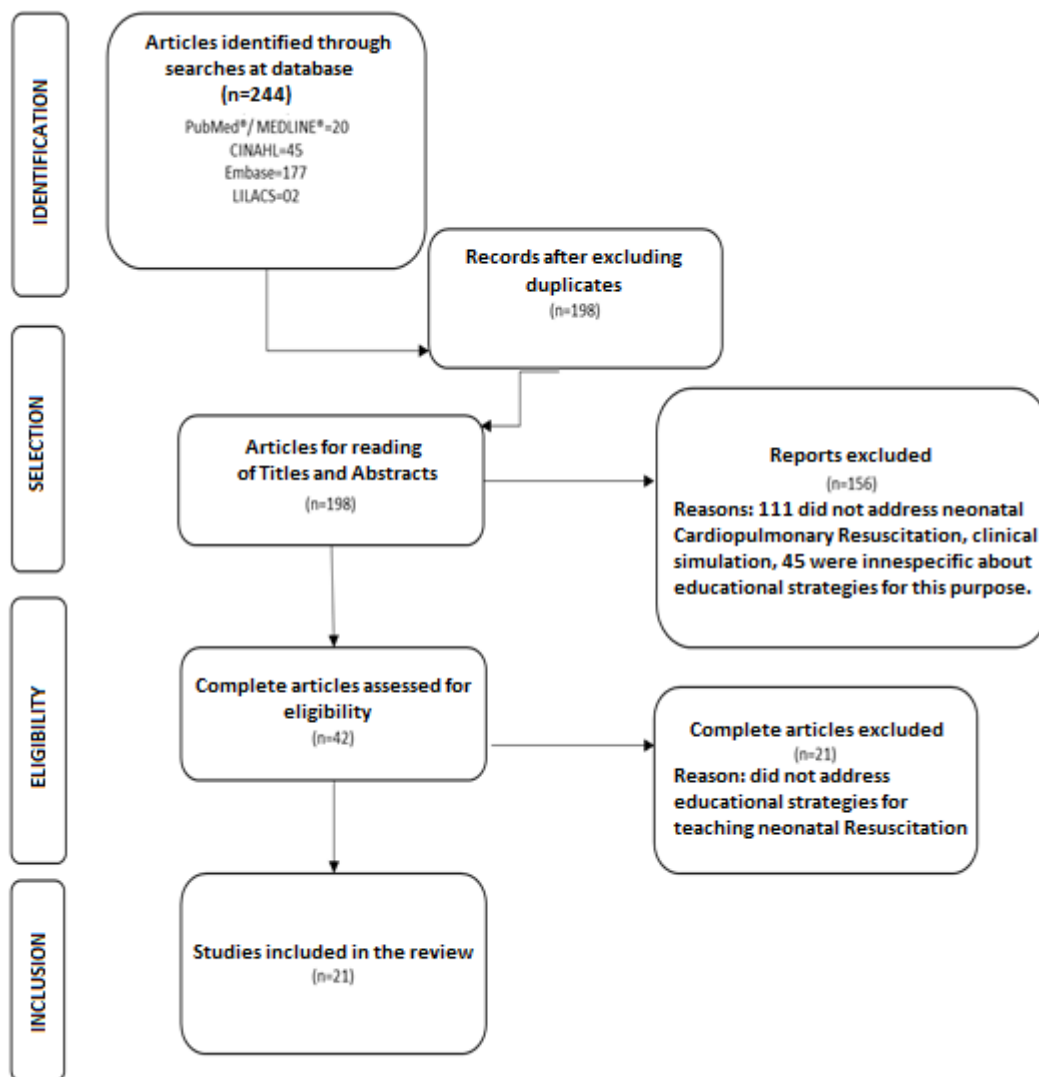 IDENTIFICATION
Articles identified through
searches at database
(n=244)
PubMed®/ MEDLINE®=20
CINAHL=45
Embase=177
LILACS=02
Records after excluding
duplicates
(n=198)
SELECTION
Articles for reading
of Titles and Abstracts
(n=198)
Reports excluded
(n=156)
Reasons: 111 did not address neonatal
Cardiopulmonary Resuscitation, clinical
simulation, 45 were innespecific about
educational strategies for this purpose.
ELIGIBILITY
Complete articles assessed for
eligibility
(n=42)
Complete articles excluded
(n=21)
Reason: did not address
educational strategies for
teaching neonatal Resuscitation
INCLUSION
Studies included in the review
(n=21)